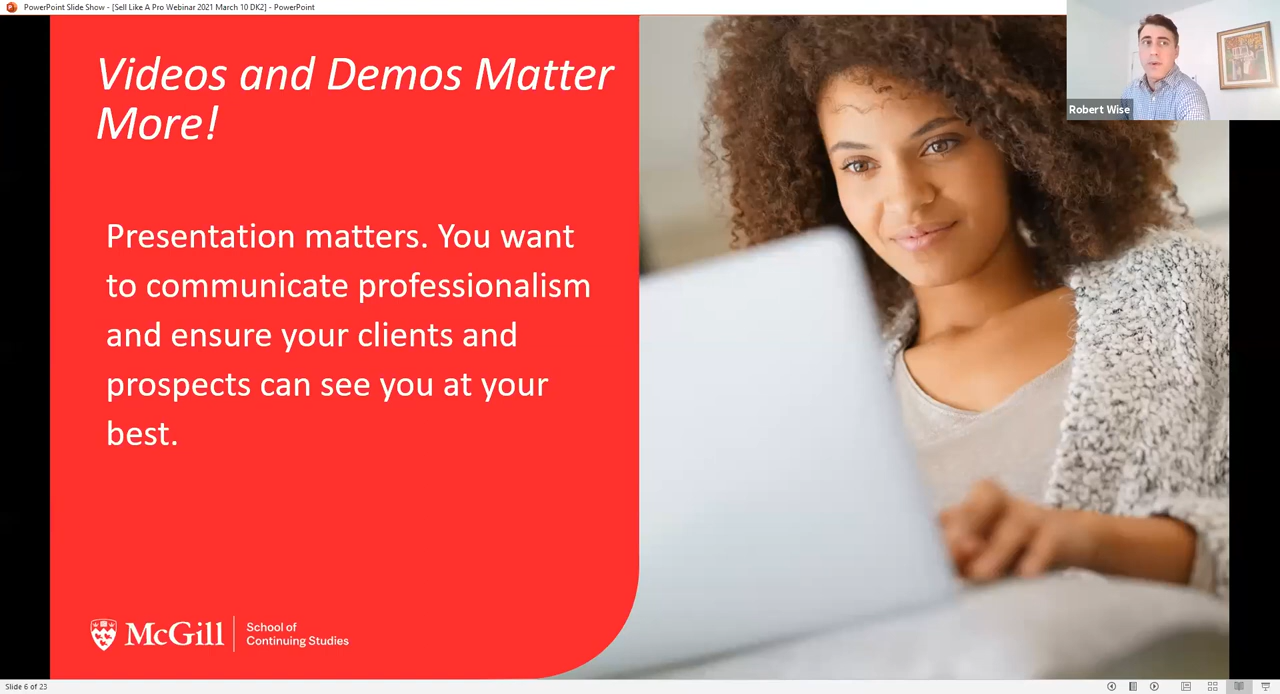 PowerPoint Slide Show - [Sell Like A Pro Webinar 2021 March 10 DK2] - PowerPoint
Robert Wise
Videos and Demos Matter
More!
Presentation matters. You want
to communicate professionalism
and ensure your clients and
prospects can see you at your
best.
McGill
School of
Continuing Studies
Slide 6 of 23